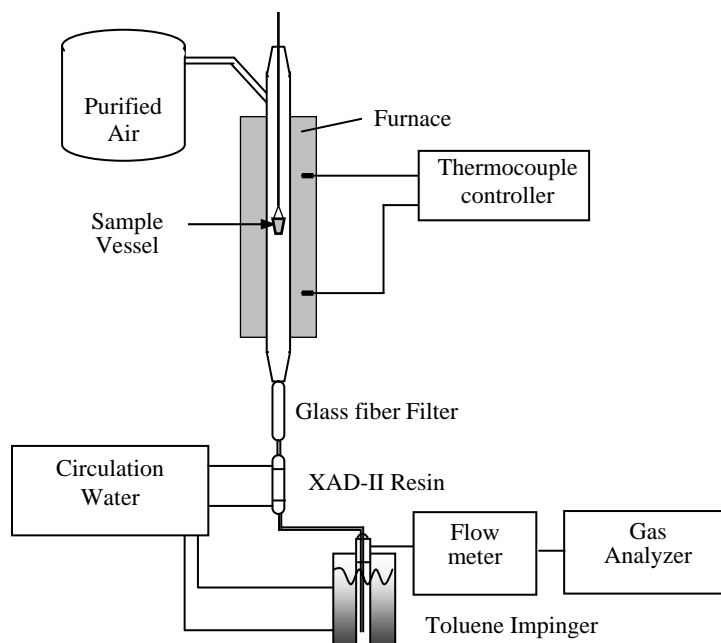 Purified
Air
Furnace
Thermocouple
controller
Sample
Vessel
Glass fiber Filter
Circulation
Water
XAD-II Resin
Flow
meter
Gas
Analyzer
Toluene Impinger